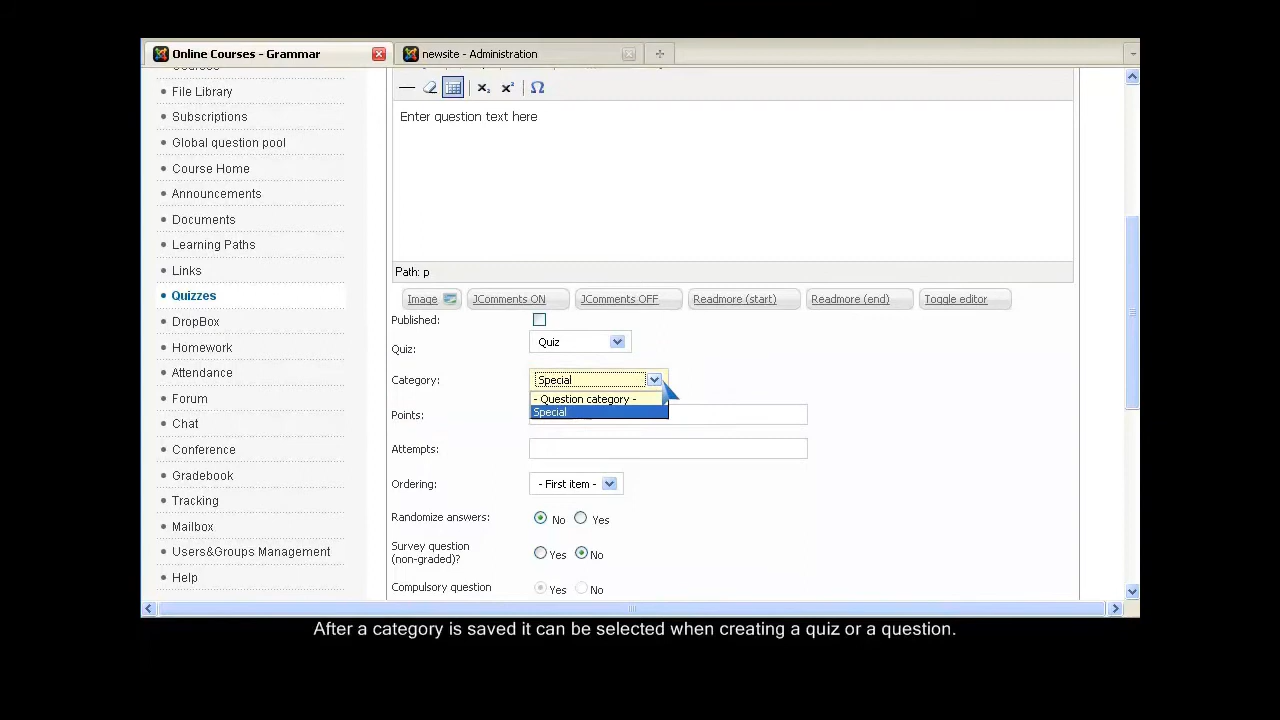 Online Courses - Grammar
newsite - Administration
File Library
Subscriptions
Global question pool
Course Home
Announcements
Documents
Learning Paths
Links
Quizzes
DropBox
Homework
Attendance
Forum
Chat
Conference
Gradebook
Tracking
Mailbox
Users&Groups Management
Help
x₂ x² Ω
Enter question text here
Path: p
Image JComments ON JComments OFF Readmore (start) Readmore (end) Toggle editor
Published:
Quiz: Quiz
Category: Special
- Question category -
Special
Points:
Attempts:
Ordering: - First item -
Randomize answers: No Yes
Survey question
(non-graded)? Yes No
Compulsory question Yes No
After a category is saved it can be selected when creating a quiz or a question.